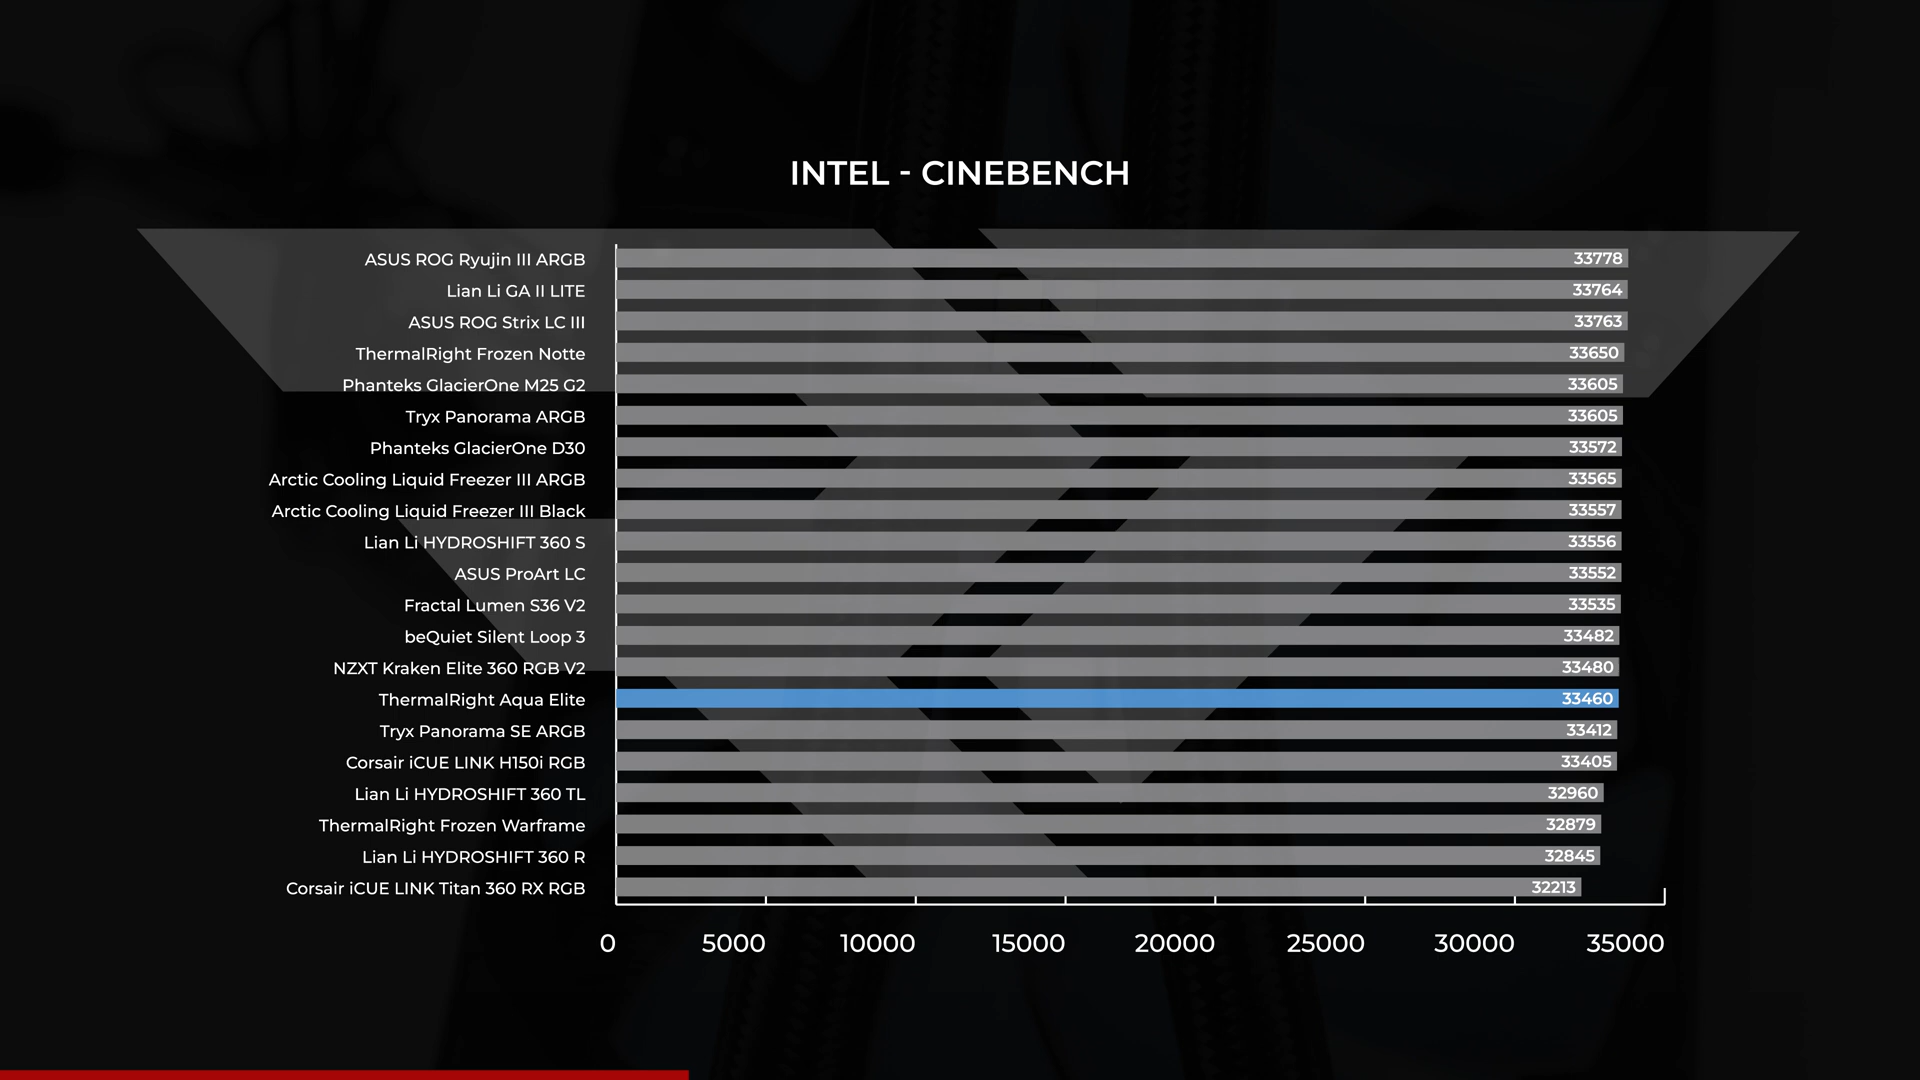 INTEL - CINEBENCH
ASUS ROG Ryujin III ARGB 33778
Lian Li GA II LITE 33764
ASUS ROG Strix LC III 33763
ThermalRight Frozen Notte 33650
Phanteks GlacierOne M25 G2 33605
Tryx Panorama ARGB 33605
Phanteks GlacierOne D30 33572
Arctic Cooling Liquid Freezer III ARGB 33565
Arctic Cooling Liquid Freezer III Black 33557
Lian Li HYDROSHIFT 360 S 33556
ASUS ProArt LC 33552
Fractal Lumen S36 V2 33535
beQuiet Silent Loop 3 33482
NZXT Kraken Elite 360 RGB V2 33480
ThermalRight Aqua Elite 33460
Tryx Panorama SE ARGB 33412
Corsair iCUE LINK H150i RGB 33405
Lian Li HYDROSHIFT 360 TL 32960
ThermalRight Frozen Warframe 32879
Lian Li HYDROSHIFT 360 R 32845
Corsair iCUE LINK Titan 360 RX RGB 32213
0 5000 10000 15000 20000 25000 30000 35000